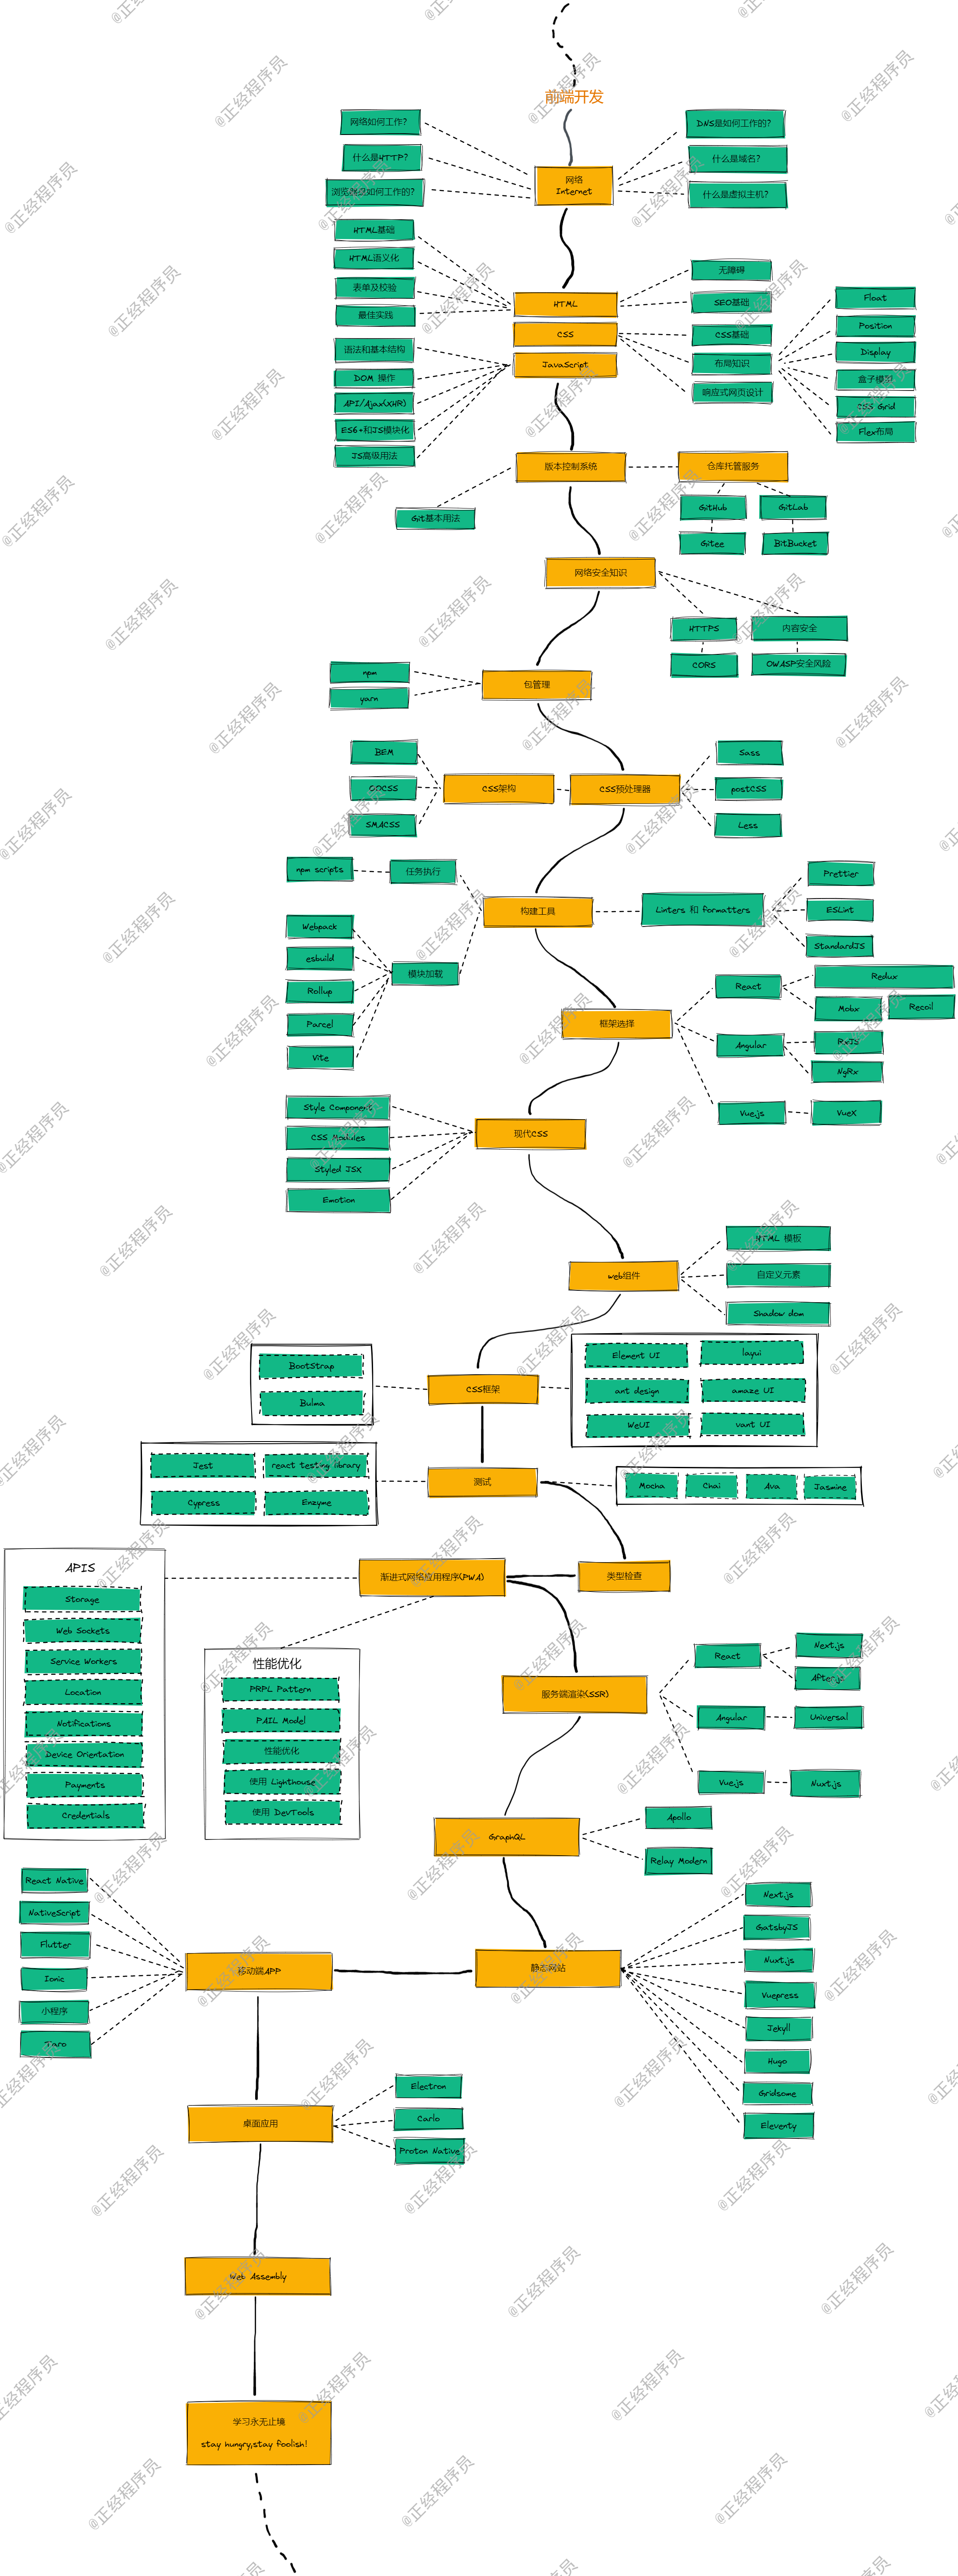 前端开发
网络如何工作?
什么是HTTP?
浏览器是如何工作的?
网络
Internet
DNS是如何工作的?
什么是域名?
什么是虚拟主机?
HTML基础
HTML语义化
表单及校验
最佳实践
HTML
无障碍
SEO基础
CSS
CSS基础
布局知识
响应式网页设计
Float
Position
Display
盒子模型
CSS Grid
Flex布局
JavaScript
语法和基本结构
DOM 操作
API/Ajax(XHR)
ES6+和JS模块化
JS高级用法
版本控制系统
Git基本用法
仓库托管服务
GitHub
GitLab
Gitee
BitBucket
网络安全知识
HTTPS
内容安全
CORS
OWASP安全风险
包管理
npm
yarn
BEM
OOCSS
SMACSS
CSS架构
CSS预处理器
Sass
postCSS
Less
npm scripts
任务执行
构建工具
Linters 和 formatters
Prettier
ESLint
StandardJS
Webpack
esbuild
Rollup
Parcel
Vite
模块加载
框架选择
React
Redux
Mobx
Recoil
Angular
RxJS
NgRx
Vue.js
VueX
现代CSS
Style Component
CSS Modules
Styled JSX
Emotion
web组件
HTML 模板
自定义元素
Shadow dom
CSS框架
BootStrap
Bulma
Element UI
layui
ant design
amaze UI
WeUI
vant UI
测试
Jest
react testing library
Cypress
Enzyme
Mocha
Chai
Ava
Jasmine
类型检查
渐进式网络应用程序(PWA)
APIS
Storage
Web Sockets
Service Workers
Location
Notifications
Device Orientation
Payments
Credentials
性能优化
PRPL Pattern
PAIL Model
性能优化
使用 Lighthouse
使用 DevTools
服务端渲染(SSR)
React
Next.js
After.js
Angular
Universal
Vue.js
Nuxt.js
GraphQL
Apollo
Relay Modern
静态网站
Next.js
GatsbyJS
Nuxt.js
Vuepress
Jekyll
Hugo
Gridsome
Eleventy
移动端APP
React Native
NativeScript
Flutter
Ionic
小程序
Taro
桌面应用
Electron
Carlo
Proton Native
Web Assembly
学习永无止境
stay hungry,stay foolish!
@正经程序员